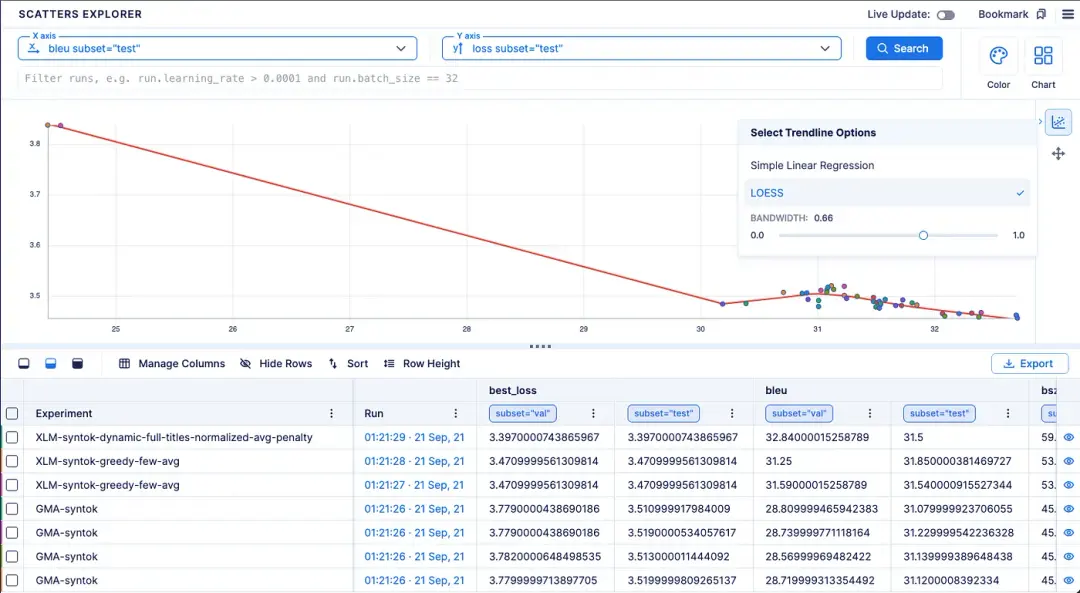 SCATTERS EXPLORER
Live Update:
Bookmark
X axis
bleu subset="test"
Y axis
loss subset="test"
Search
Filter runs, e.g. run.learning_rate > 0.0001 and run.batch_size == 32
Color
Chart
3.8
3.7
3.6
3.5
25 26 27 28 29 30 31 32
Select Trendline Options
Simple Linear Regression
LOESS
BANDWIDTH: 0.66
0.0 1.0
Manage Columns Hide Rows Sort Row Height Export
best_loss bleu bsz
Experiment Run subset="val" subset="test" subset="val" subset="test" su
XLM-syntok-dynamic-full-titles-normalized-avg-penalty 01:21:29 · 21 Sep, 21 3.3970000743865967 3.3970000743865967 32.84000015258789 31.5 59.
XLM-syntok-greedy-few-avg 01:21:28 · 21 Sep, 21 3.4709999561309814 3.4709999561309814 31.25 31.850000381469727 53.
XLM-syntok-greedy-few-avg 01:21:27 · 21 Sep, 21 3.4709999561309814 3.4709999561309814 31.59000015258789 31.540000915527344 53.
GMA-syntok 01:21:26 · 21 Sep, 21 3.7790000438690186 3.510999917984009 28.809999465942383 31.079999923706055 45.
GMA-syntok 01:21:26 · 21 Sep, 21 3.7790000438690186 3.5190000534057617 28.739999771118164 31.229999542236328 45.
GMA-syntok 01:21:26 · 21 Sep, 21 3.7820000648498535 3.513000011444092 28.56999969482422 31.139999389648438 45.
GMA-syntok 01:21:26 · 21 Sep, 21 3.7799999713897705 3.5199999809265137 28.719999313354492 31.1200008392334 45.